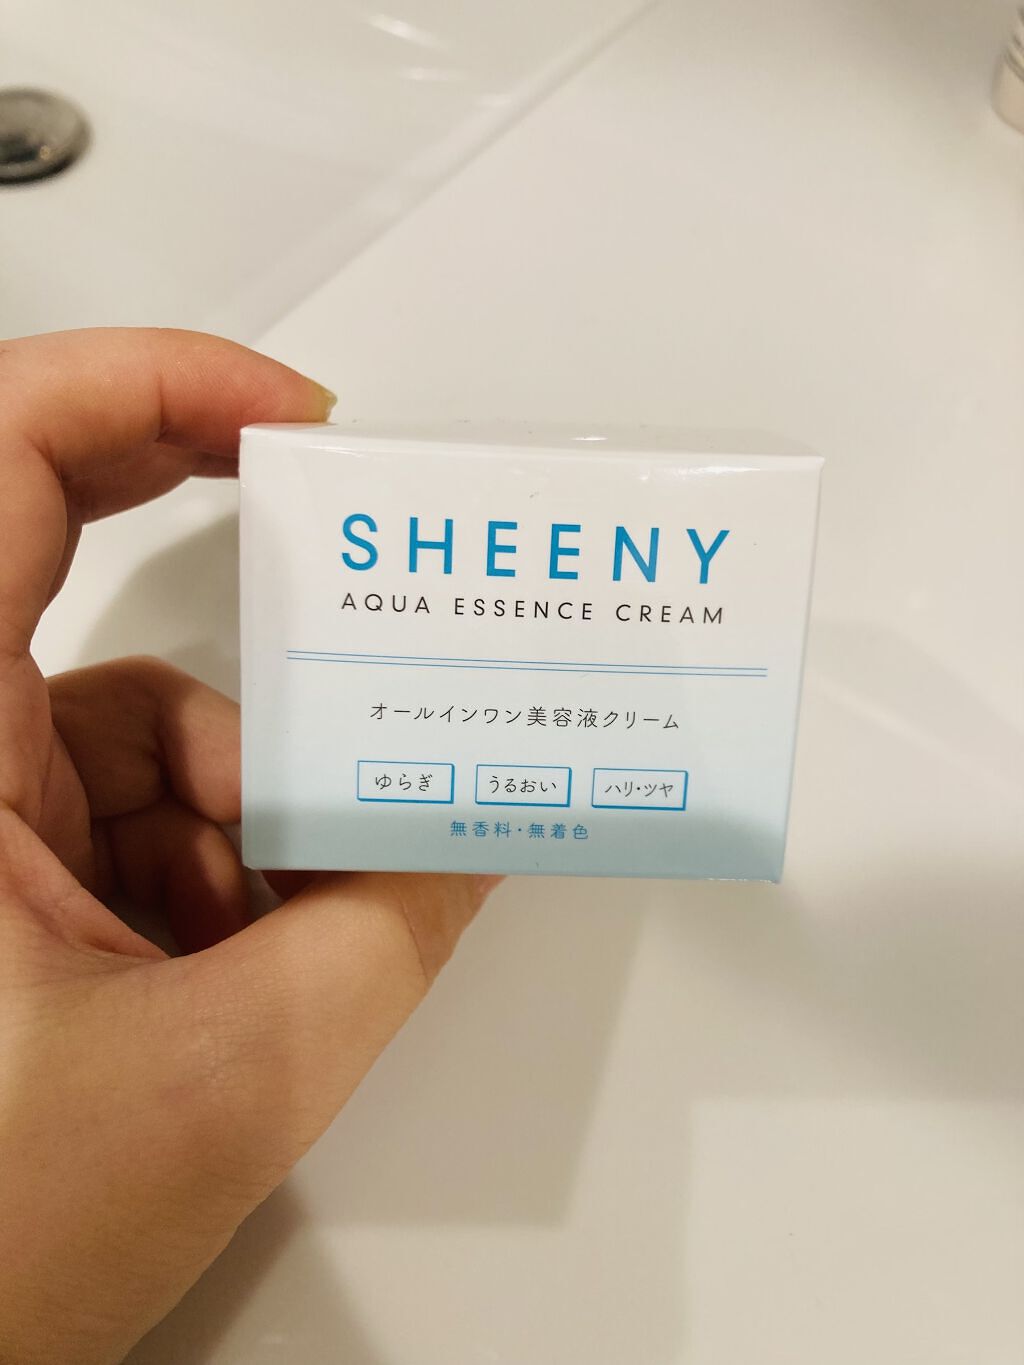 SHEENY
AQUA ESSENCE CREAM
オールインワン美容液クリーム
ゆらぎ うるおい ハリ・ツヤ
無香料・無着色